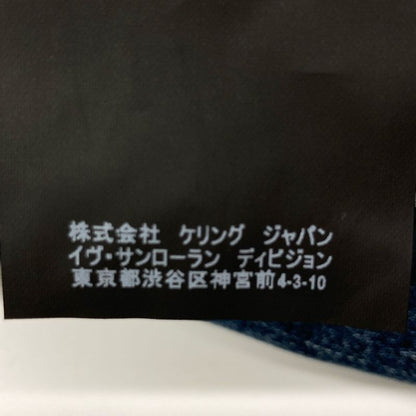 株式会社 ケリング ジャパン
イヴ・サンローラン ディビジョン
東京都渋谷区神宮前4-3-10